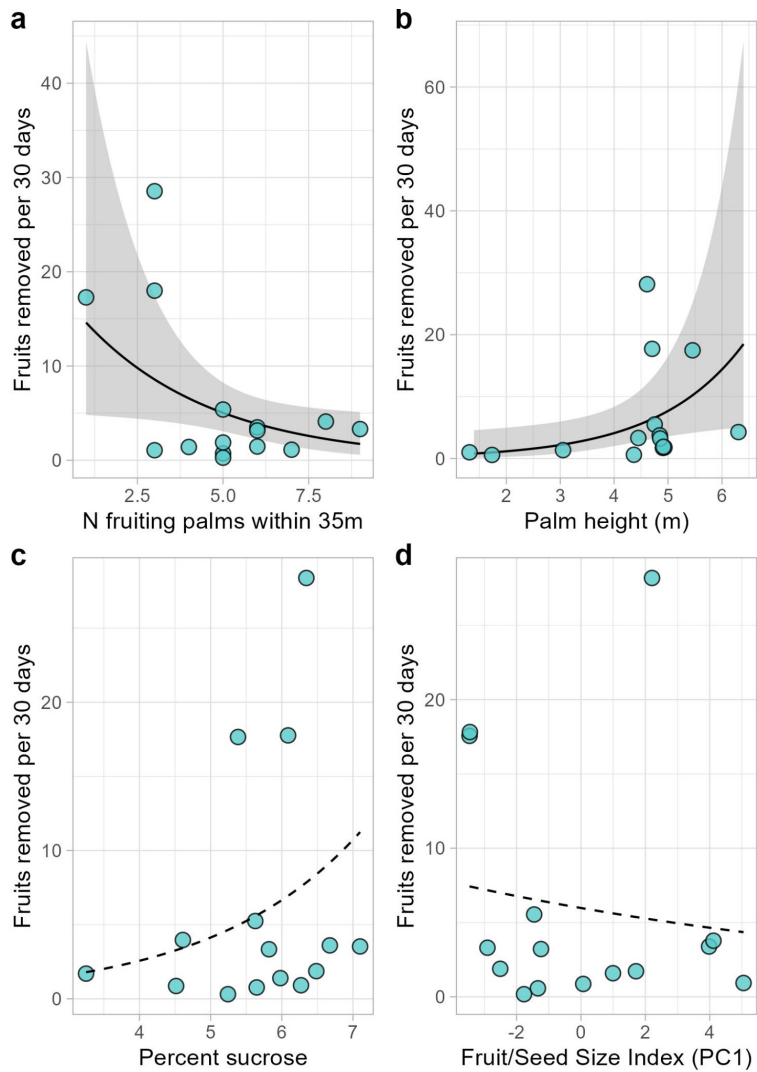 a
Fruits removed per 30 days
40
30
20
10
0
2.5 5.0 7.5
N fruiting palms within 35m
b
Fruits removed per 30 days
60
40
20
0
2 3 4 5 6
Palm height (m)
c
Fruits removed per 30 days
20
10
0
4 5 6 7
Percent sucrose
d
Fruits removed per 30 days
20
10
0
-2 0 2 4
Fruit/Seed Size Index (PC1)